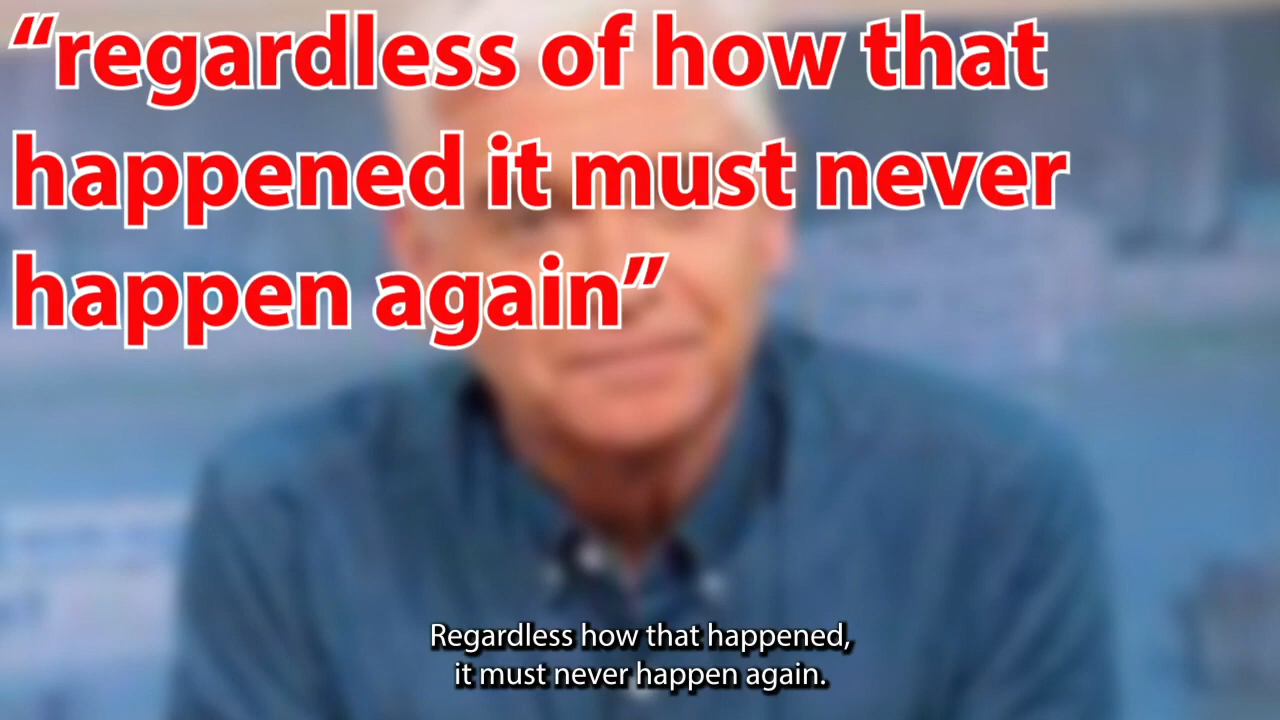 “regardless of how that
happened it must never
happen again”
Regardless how that happened,
it must never happen again.